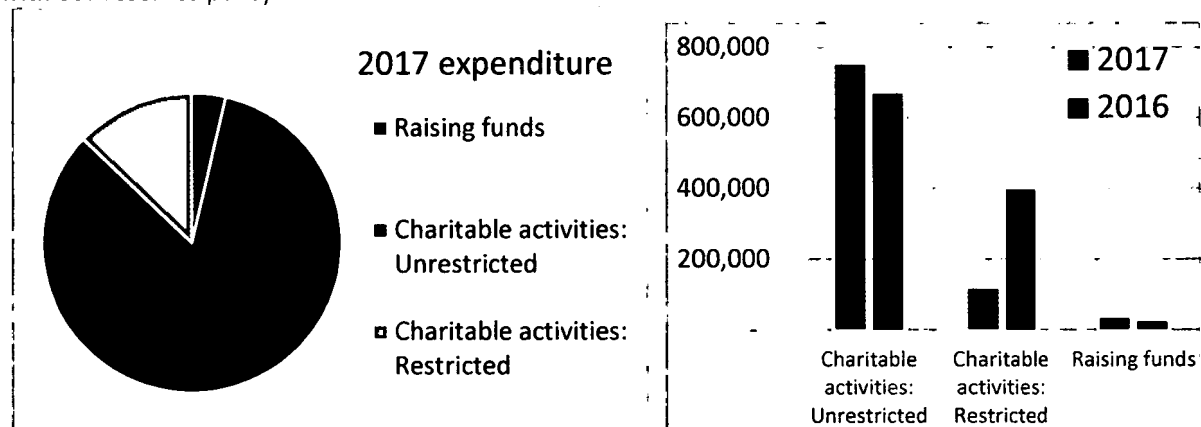 2017 expenditure
Raising funds
Charitable activities:
Unrestricted
Charitable activities:
Restricted
800,000
600,000
400,000
200,000
-
2017
2016
Charitable
activities:
Unrestricted
Charitable
activities:
Restricted
Raising funds